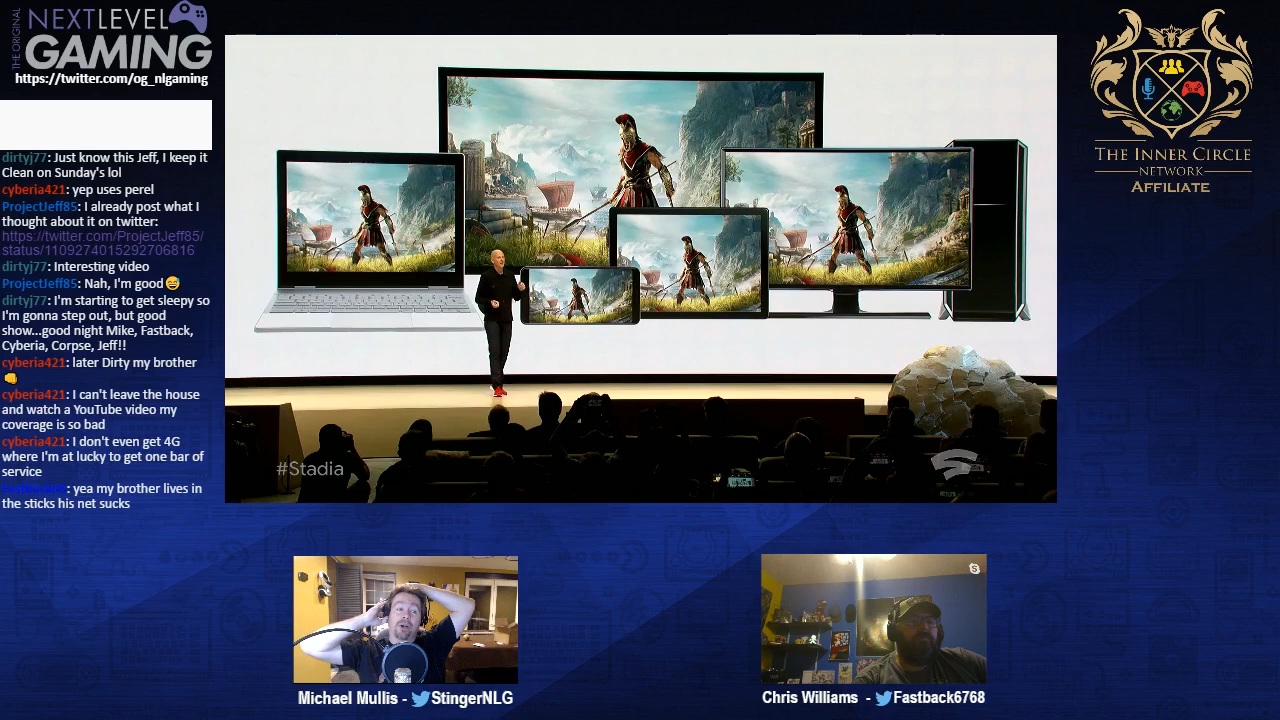 THE ORIGINAL
NEXTLEVEL
GAMING
https://twitter.com/og_nlgaming
dirtyj77: Just know this Jeff, I keep it
Clean on Sunday's lol
cyberia421: yep uses perel
ProjectJeff85: I already post what I
thought about it on twitter:
https://twitter.com/ProjectJeff85/
status/1109274015292706816
dirtyj77: Interesting video
ProjectJeff85: Nah, I'm good😅
dirtyj77: I'm starting to get sleepy so
I'm gonna step out, but good
show...good night Mike, Fastback,
Cyberia, Corpse, Jeff!!
cyberia421: later Dirty my brother
👊
cyberia421: I can't leave the house
and watch a YouTube video my
coverage is so bad
cyberia421: I don't even get 4G
where I'm at lucky to get one bar of
service
: yea my brother lives in
the sticks his net sucks
#Stadia
THE INNER CIRCLE
NETWORK
AFFILIATE
Michael Mullis - StingerNLG
Chris Williams - Fastback6768